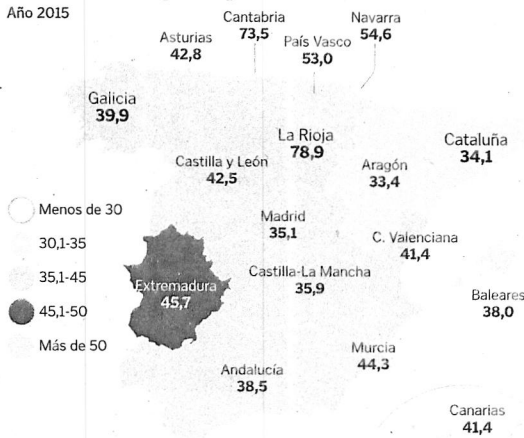 Año 2015
Cantabria
73,5
Navarra
54,6
Asturias
42,8
País Vasco
53,0
Galicia
39,9
La Rioja
78,9
Cataluña
34,1
Castilla y León
42,5
Aragón
33,4
Menos de 30
30,1-35
35,1-45
45,1-50
Más de 50
Madrid
35,1
C. Valenciana
41,4
Extremadura
45,7
Castilla-La Mancha
35,9
Baleares
38,0
Murcia
44,3
Andalucía
38,5
Canarias
41,4